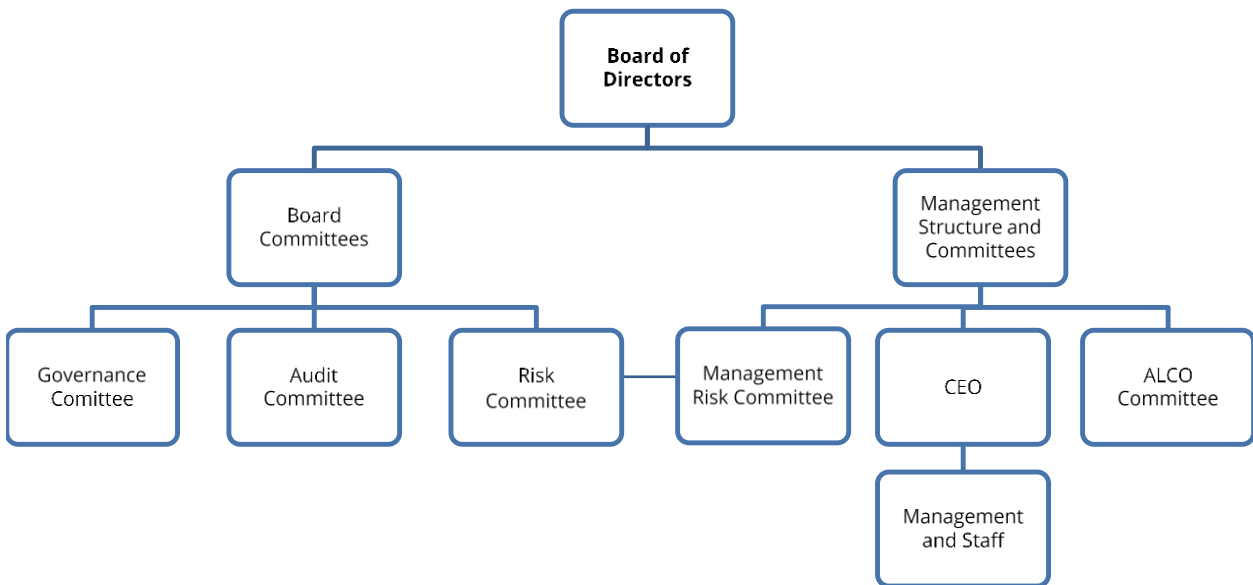 Board of
Directors
Board
Committees
Management
Structure and
Committees
Governance
Comittee
Audit
Committee
Risk
Committee
Management
Risk Committee
CEO
ALCO
Committee
Management
and Staff